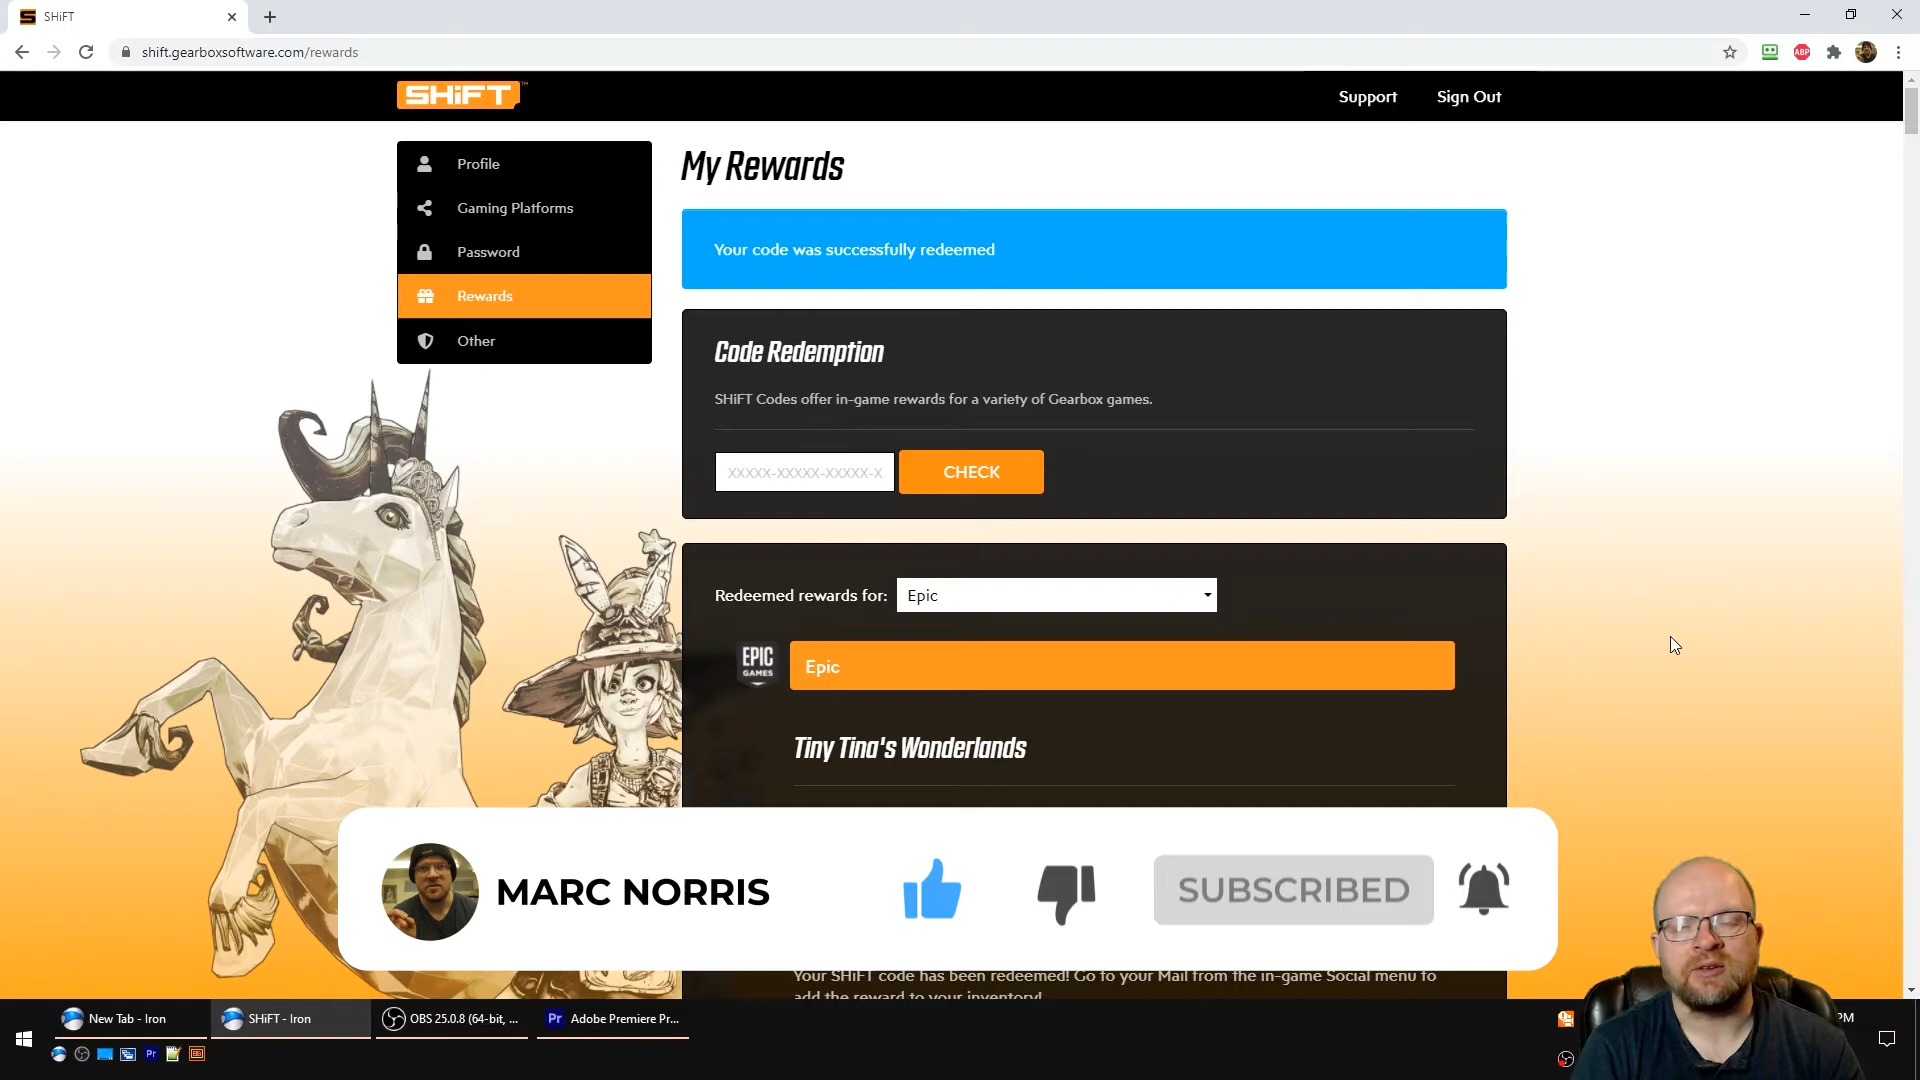 SHiFT
shift.gearboxsoftware.com/rewards
ABP
SHiFT™
Support
Sign Out
Profile
Gaming Platforms
Password
Rewards
Other
My Rewards
Your code was successfully redeemed
Code Redemption
SHiFT Codes offer in-game rewards for a variety of Gearbox games.
XXXXX-XXXXX-XXXXX-X
CHECK
Redeemed rewards for:
Epic
EPIC
GAMES
Epic
Tiny Tina's Wonderlands
MARC NORRIS
SUBSCRIBED
Your SHiFT code has been redeemed! Go to your Mail from the in-game Social menu to
add the reward to your inventory!
New Tab - Iron
SHiFT - Iron
OBS 25.0.8 (64-bit, ...
Pr
Adobe Premiere Pr...
Pr
PM